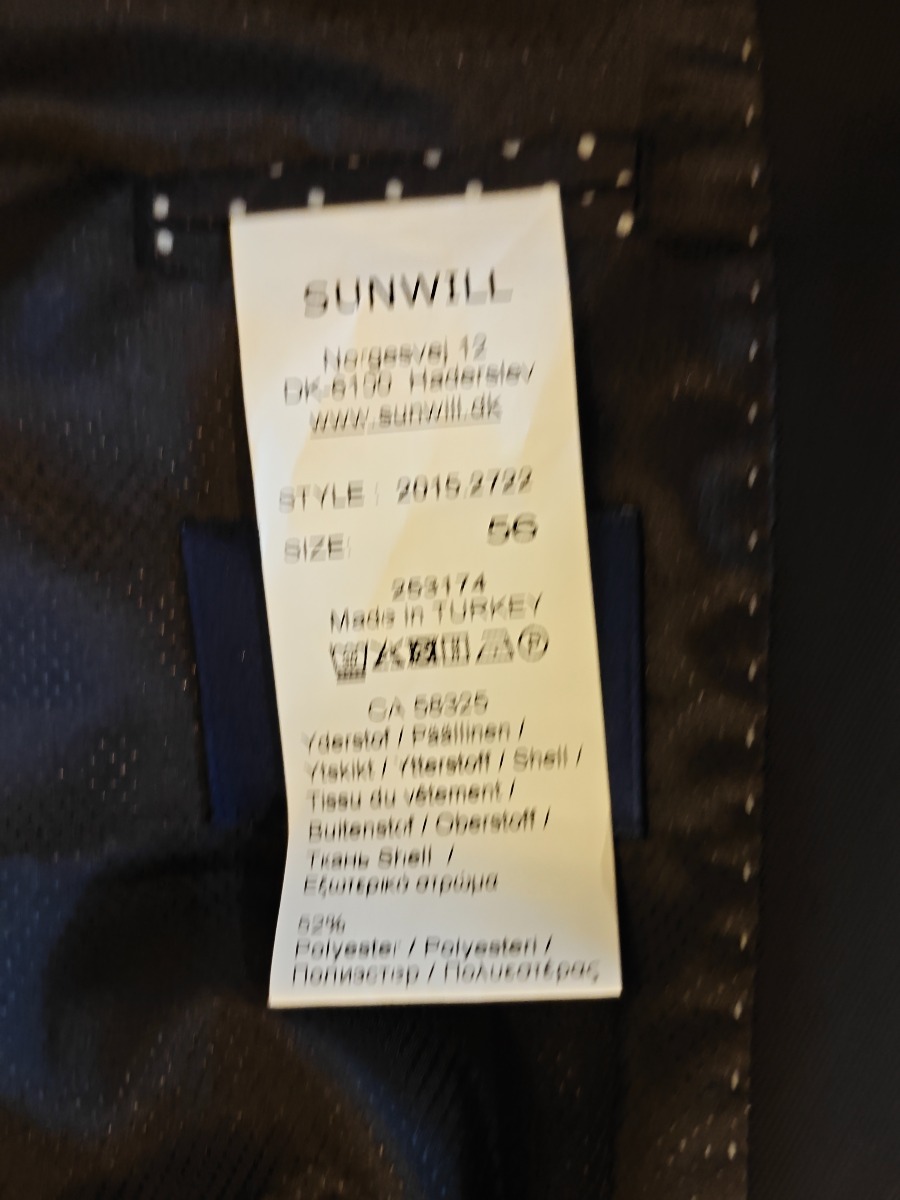 SUNWILL
Norgesvej 12
DK-6100 Haderslev
www.sunwill.dk
STYLE : 2015.2722
SIZE: 56
253174
Made in TURKEY
CA 58325
Yderstof / Päällinen /
Ytskikt / Ytterstoff / Shell /
Tissu du vêtement /
Buitenstof / Oberstoff /
Ткань Shell /
Εξωτερικό στρώμα
52%
Polyester / Polyesteri /
Полиэстер / Πολυεστέρας